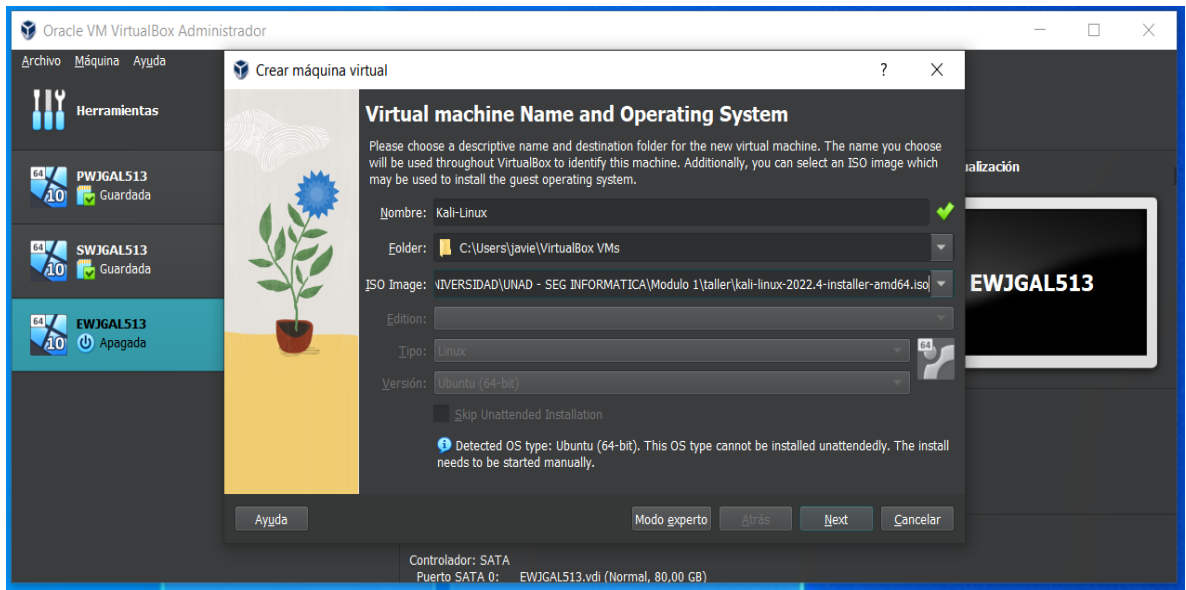 Oracle VM VirtualBox Administrador
Archivo Máquina Ayuda
Herramientas
64
10
PWJGAL513
Guardada
64
10
SWJGAL513
Guardada
64
10
EWJGAL513
Apagada
Crear máquina virtual
?
Virtual machine Name and Operating System
Please choose a descriptive name and destination folder for the new virtual machine. The name you choose
will be used throughout VirtualBox to identify this machine. Additionally, you can select an ISO image which
may be used to install the guest operating system.
Nombre: Kali-Linux
Folder: C:\Users\javie\VirtualBox VMs
ISO Image: NIVERSIDAD\UNAD - SEG INFORMATICA\Modulo 1\taller\kali-linux-2022.4-installer-amd64.iso
Edition:
Tipo: Linux
64
Versión: Ubuntu (64-bit)
Skip Unattended Installation
Detected OS type: Ubuntu (64-bit). This OS type cannot be installed unattendedly. The install
needs to be started manually.
Ayuda
Modo experto
Atrás
Next
Cancelar
ualización
EWJGAL513
Controlador: SATA
Puerto SATA 0: EWJGAL513.vdi (Normal, 80,00 GB)